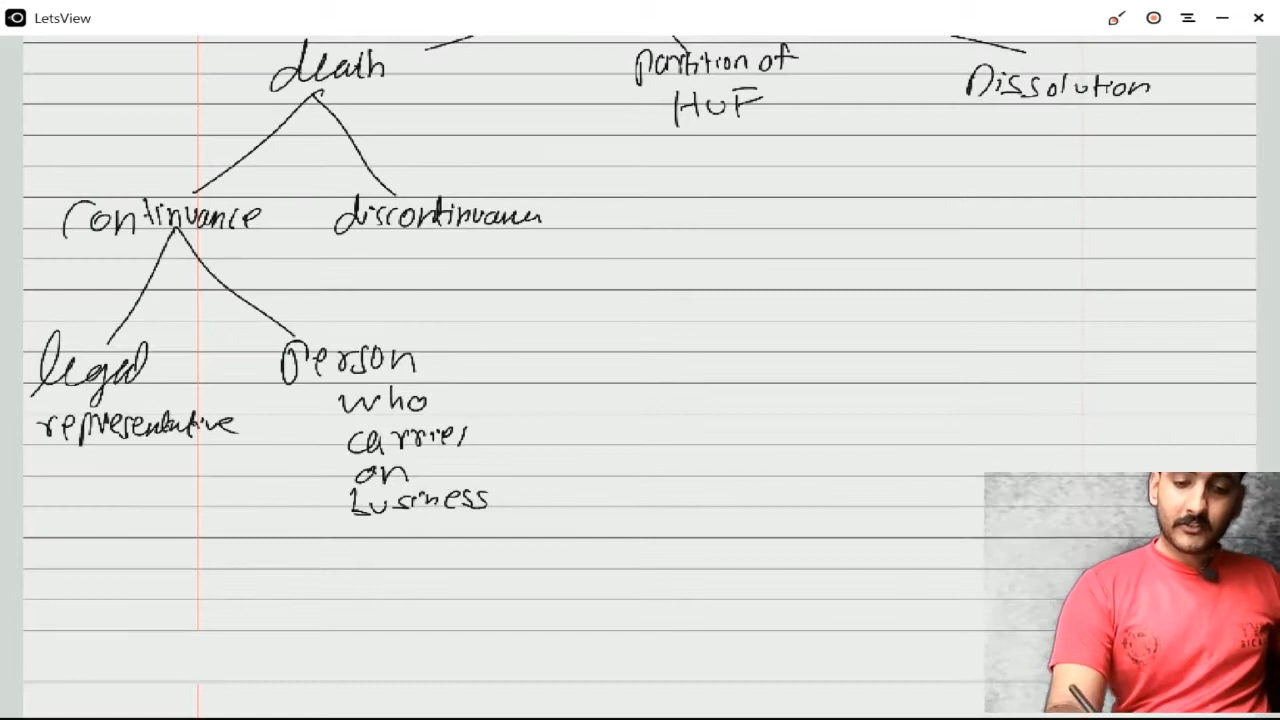 LetsView
death
partition of
HUF
Dissolution
Continuance
discontinuance
legal
representative
Person
who
carries
on
business